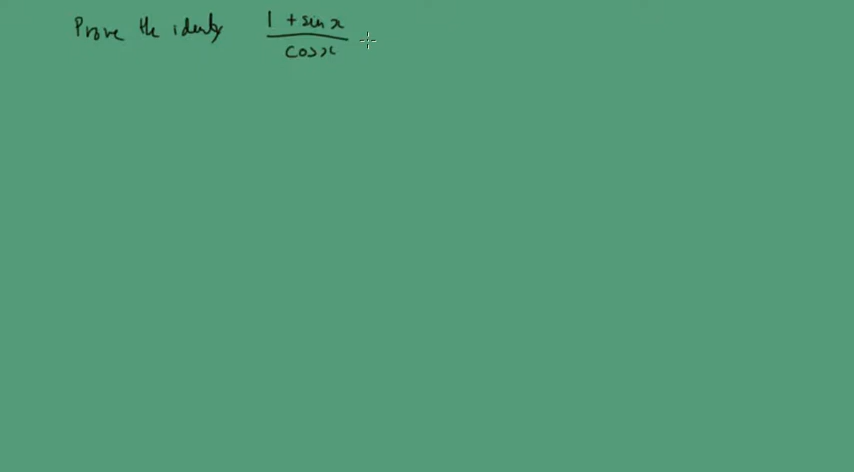 Prove the identity 1 + sin x
cos x